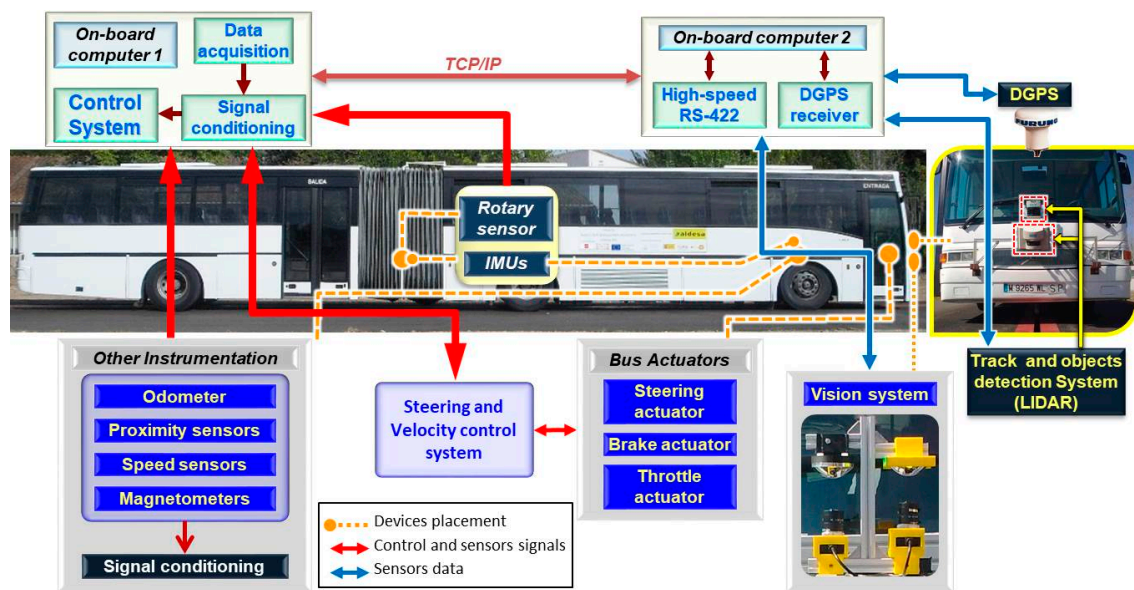 On-board
computer 1
Data
acquisition
Control
System
Signal
conditioning
TCP/IP
On-board computer 2
High-speed
RS-422
DGPS
receiver
DGPS
FURUNO
SALIDA
ENTRADA
Rotary
sensor
IMUs
aldesa
Other Instrumentation
Odometer
Proximity sensors
Speed sensors
Magnetometers
Signal conditioning
Steering and
Velocity control
system
Bus Actuators
Steering
actuator
Brake actuator
Throttle
actuator
Vision system
Track and objects
detection System
(LIDAR)
Devices placement
Control and sensors signals
Sensors data